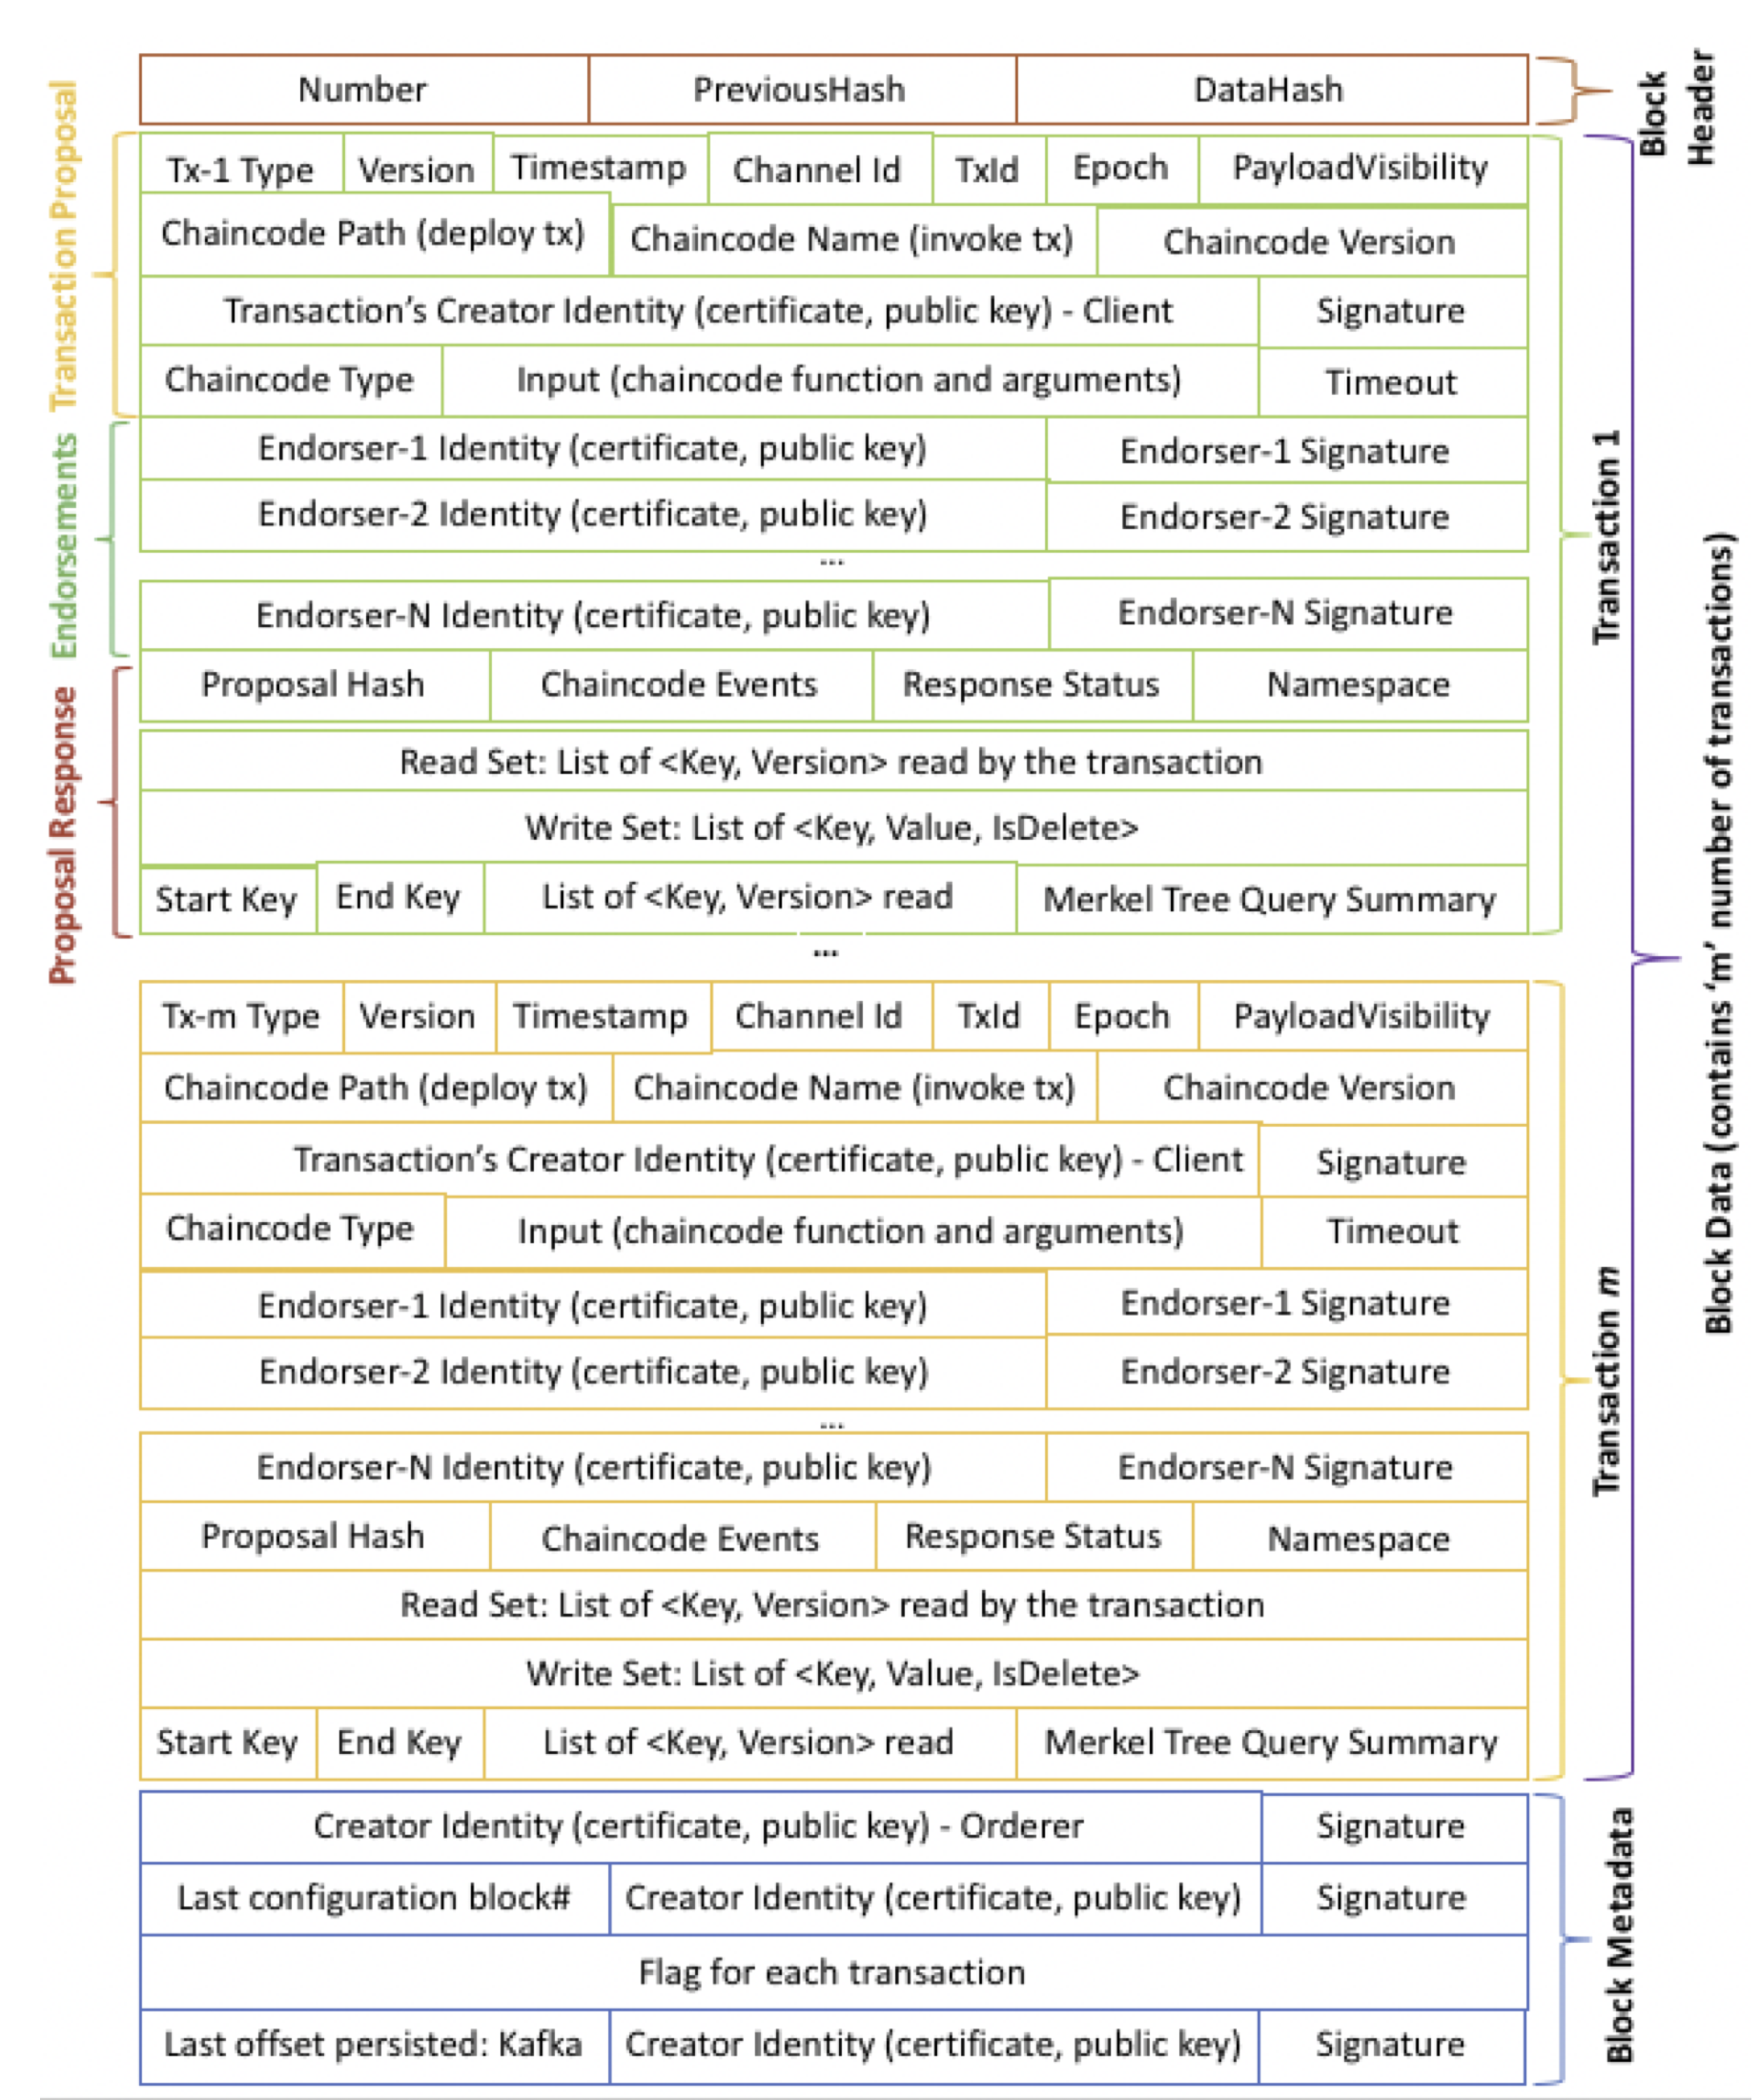 Number PreviousHash DataHash
Block Header
Transaction Proposal
Tx-1 Type Version Timestamp Channel Id TxId Epoch PayloadVisibility
Chaincode Path (deploy tx) Chaincode Name (invoke tx) Chaincode Version
Transaction’s Creator Identity (certificate, public key) - Client Signature
Chaincode Type Input (chaincode function and arguments) Timeout
Endorsements
Endorser-1 Identity (certificate, public key) Endorser-1 Signature
Endorser-2 Identity (certificate, public key) Endorser-2 Signature
...
Endorser-N Identity (certificate, public key) Endorser-N Signature
Proposal Response
Proposal Hash Chaincode Events Response Status Namespace
Read Set: List of <Key, Version> read by the transaction
Write Set: List of <Key, Value, IsDelete>
Start Key End Key List of <Key, Version> read Merkel Tree Query Summary
Transaction 1
...
Block Data (contains ‘m’ number of transactions)
Tx-m Type Version Timestamp Channel Id TxId Epoch PayloadVisibility
Chaincode Path (deploy tx) Chaincode Name (invoke tx) Chaincode Version
Transaction’s Creator Identity (certificate, public key) - Client Signature
Chaincode Type Input (chaincode function and arguments) Timeout
Endorser-1 Identity (certificate, public key) Endorser-1 Signature
Endorser-2 Identity (certificate, public key) Endorser-2 Signature
...
Endorser-N Identity (certificate, public key) Endorser-N Signature
Proposal Hash Chaincode Events Response Status Namespace
Read Set: List of <Key, Version> read by the transaction
Write Set: List of <Key, Value, IsDelete>
Start Key End Key List of <Key, Version> read Merkel Tree Query Summary
Transaction m
Creator Identity (certificate, public key) - Orderer Signature
Last configuration block# Creator Identity (certificate, public key) Signature
Flag for each transaction
Last offset persisted: Kafka Creator Identity (certificate, public key) Signature
Block Metadata